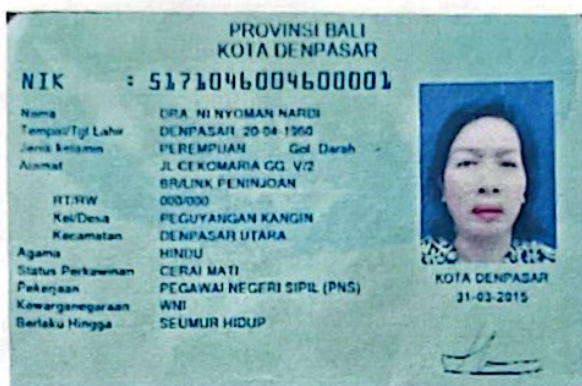 PROVINSI BALI
KOTA DENPASAR
NIK : 5171046004600001
Nama DRA. NI NYOMAN NARDI
Tempat/Tgl Lahir DENPASAR, 20-04-1960
Jenis kelamin PEREMPUAN Gol. Darah
Alamat JL CEKOMARIA GG. V/2
BR/LINK PENINJOAN
RT/RW 000/000
Kel/Desa PEGUYANGAN KANGIN
Kecamatan DENPASAR UTARA
Agama HINDU
Status Perkawinan CERAI MATI
Pekerjaan PEGAWAI NEGERI SIPIL (PNS)
Kewarganegaraan WNI
Berlaku Hingga SEUMUR HIDUP
KOTA DENPASAR
31-03-2015